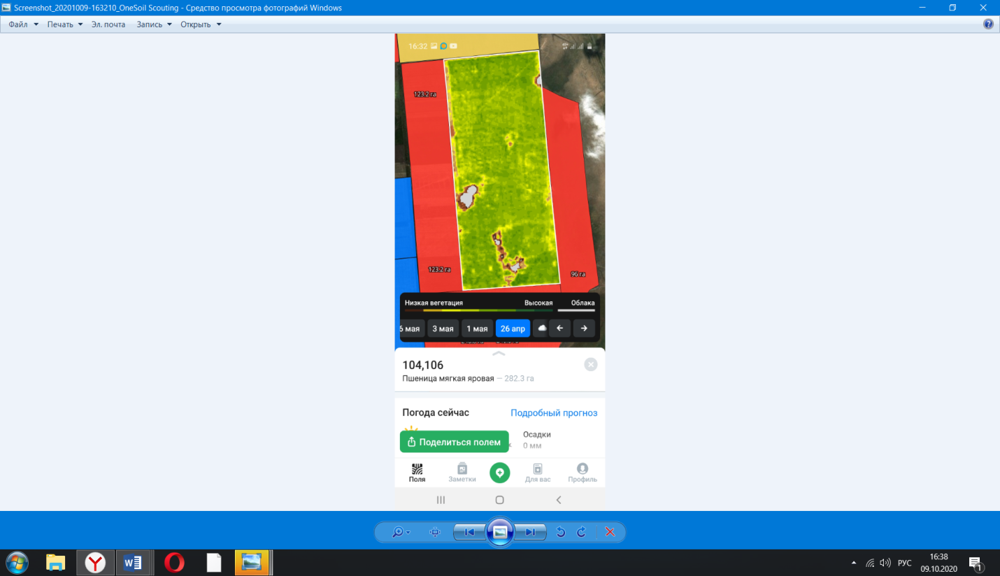 Screenshot_20201009-163210_OneSoil Scouting - Средство просмотра фотографий Windows
Файл Печать Эл. почта Запись Открыть
16:32
123.2 га
123.2 га
96 га
Низкая вегетация Высокая Облака
6 мая 3 мая 1 мая 26 апр
104,106
Пшеница мягкая яровая — 282.3 га
Погода сейчас Подробный прогноз
Поделиться полем
Осадки
0 мм
Поля Заметки Для вас Профиль
РУС
16:38
09.10.2020
1